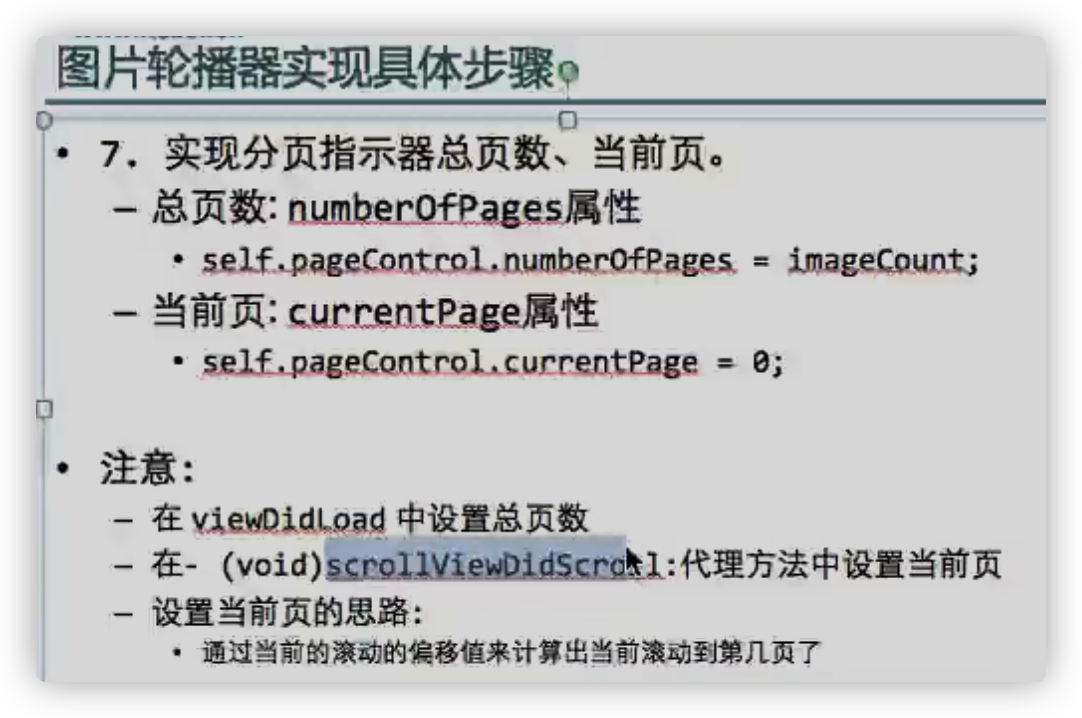 图片轮播器实现具体步骤
• 7. 实现分页指示器总页数、当前页。
– 总页数: numberOfPages属性
• self.pageControl.numberOfPages = imageCount;
– 当前页: currentPage属性
• self.pageControl.currentPage = 0;
• 注意:
– 在 viewDidLoad 中设置总页数
– 在- (void)scrollViewDidScroll:代理方法中设置当前页
– 设置当前页的思路:
• 通过当前的滚动的偏移值来计算出当前滚动到第几页了